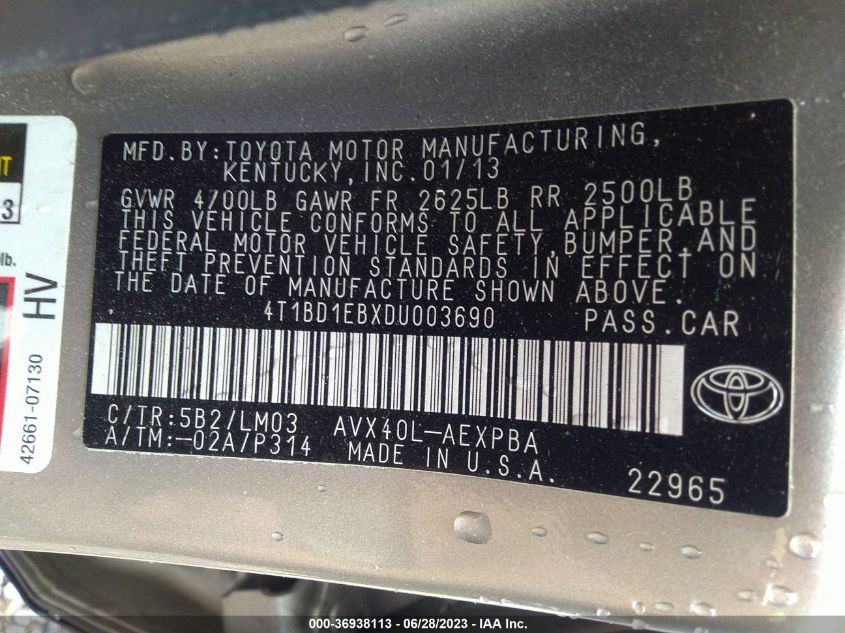 MFD.BY:TOYOTA MOTOR MANUFACTURING,
KENTUCKY, INC. 01/13
GVWR 4700LB GAWR FR 2625LB RR 2500LB
THIS VEHICLE CONFORMS TO ALL APPLICABLE
FEDERAL MOTOR VEHICLE SAFETY, BUMPER, AND
THEFT PREVENTION STANDARDS IN EFFECT ON
THE DATE OF MANUFACTURE SHOWN ABOVE.
4T1BD1EBXDU003690 PASS.CAR
C/TR:5B2/LM03 AVX40L-AEXPBA
A/TM:-02A/P314 MADE IN U.S.A.
22965
3
lb.
HV
42661-07130
000-36938113 - 06/28/2023 - IAA Inc.